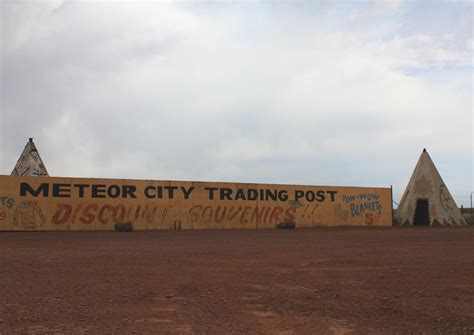 METEOR CITY TRADING POST
DISCOUNT SOUVENIRS!!
POW-WOW
BLANKETS